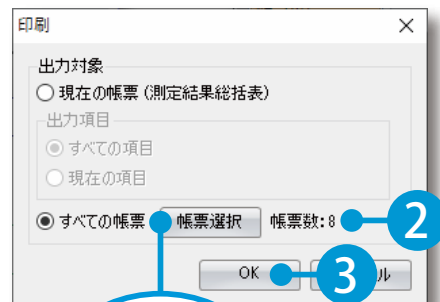 印刷
出力対象
現在の帳票(測定結果総括表)
出力項目
すべての項目
現在の項目
すべての帳票 帳票選択 帳票数:8 2
OK 3 ル